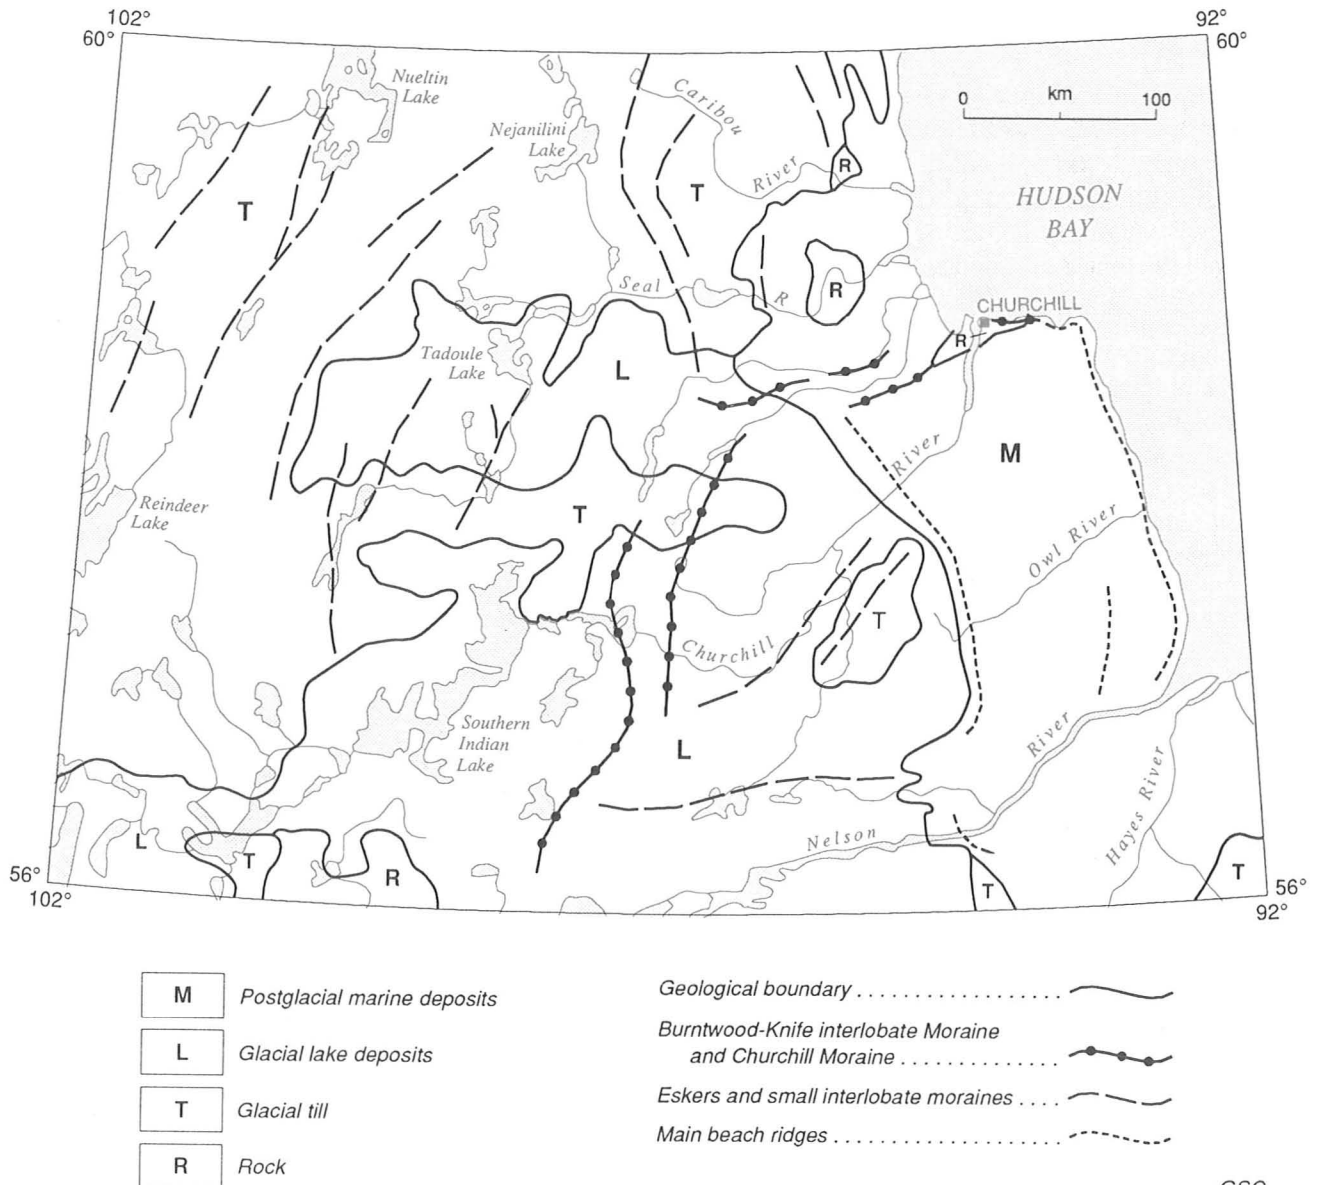 102°
92°
60°
60°
Nueltin
Lake
Caribou
River
0 km 100
Nejanilini
Lake
R
HUDSON
BAY
T
T
Seal
R
R
CHURCHILL
R
Tadoule
Lake
L
River
M
Reindeer
Lake
T
Owl River
T
Churchill
Southern
Indian
Lake
L
River
Hayes River
Nelson
L
T
R
T
T
56°
56°
102°
92°
M Postglacial marine deposits
L Glacial lake deposits
T Glacial till
R Rock
Geological boundary ....................
Burntwood-Knife interlobate Moraine
and Churchill Moraine ..............
Eskers and small interlobate moraines ....
Main beach ridges ......................